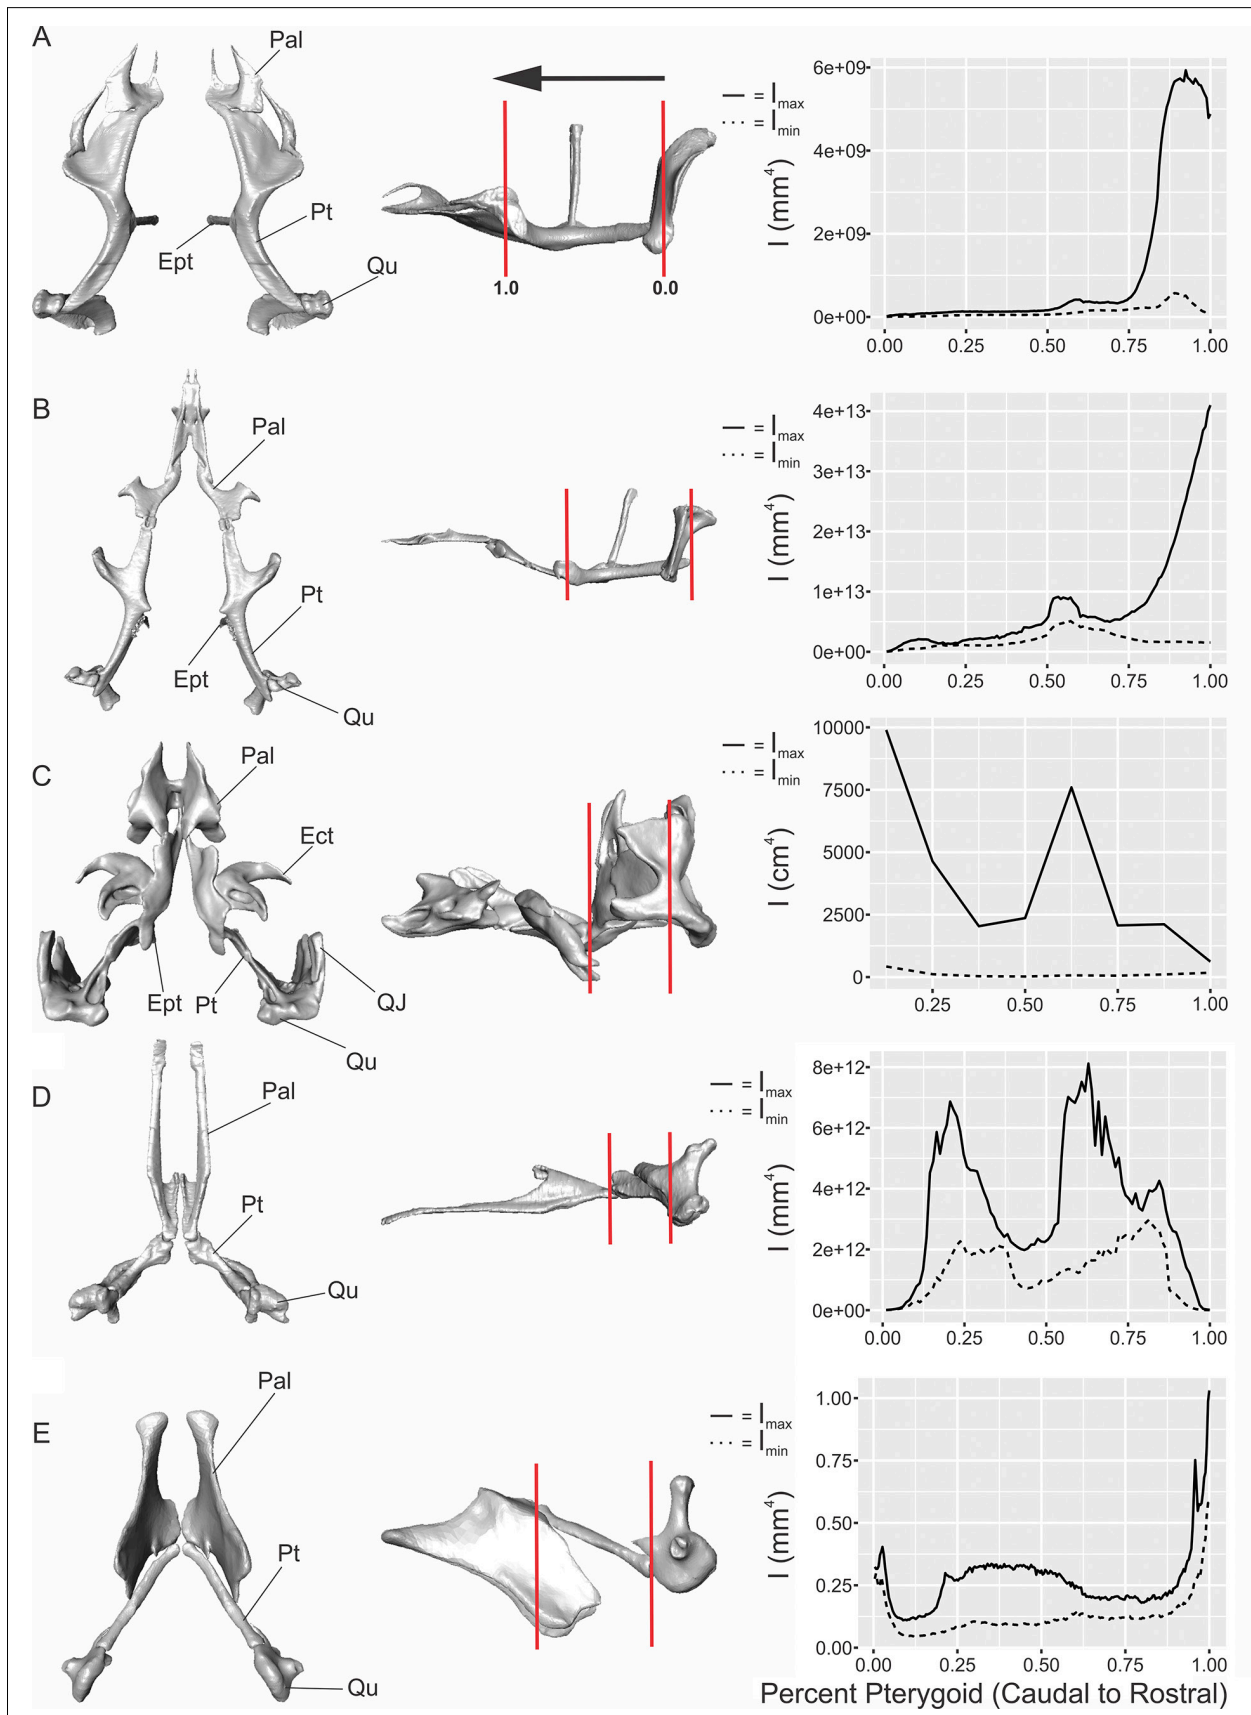 A
Pal
Pt
Ept
Qu
1.0
0.0
— = Imax
··· = Imin
I (mm4)
6e+09
4e+09
2e+09
0e+00
0.00 0.25 0.50 0.75 1.00
B
Pal
Pt
Ept
Qu
— = Imax
··· = Imin
I (mm4)
4e+13
3e+13
2e+13
1e+13
0e+00
0.00 0.25 0.50 0.75 1.00
C
Pal
Ect
Ept
Pt
QJ
Qu
— = Imax
··· = Imin
I (cm4)
10000
7500
5000
2500
0
0.25 0.50 0.75 1.00
D
Pal
Pt
Qu
— = Imax
··· = Imin
I (mm4)
8e+12
6e+12
4e+12
2e+12
0e+00
0.00 0.25 0.50 0.75 1.00
E
Pal
Pt
Qu
— = Imax
··· = Imin
I (mm4)
1.00
0.75
0.50
0.25
0.00
0.00 0.25 0.50 0.75 1.00
Percent Pterygoid (Caudal to Rostral)